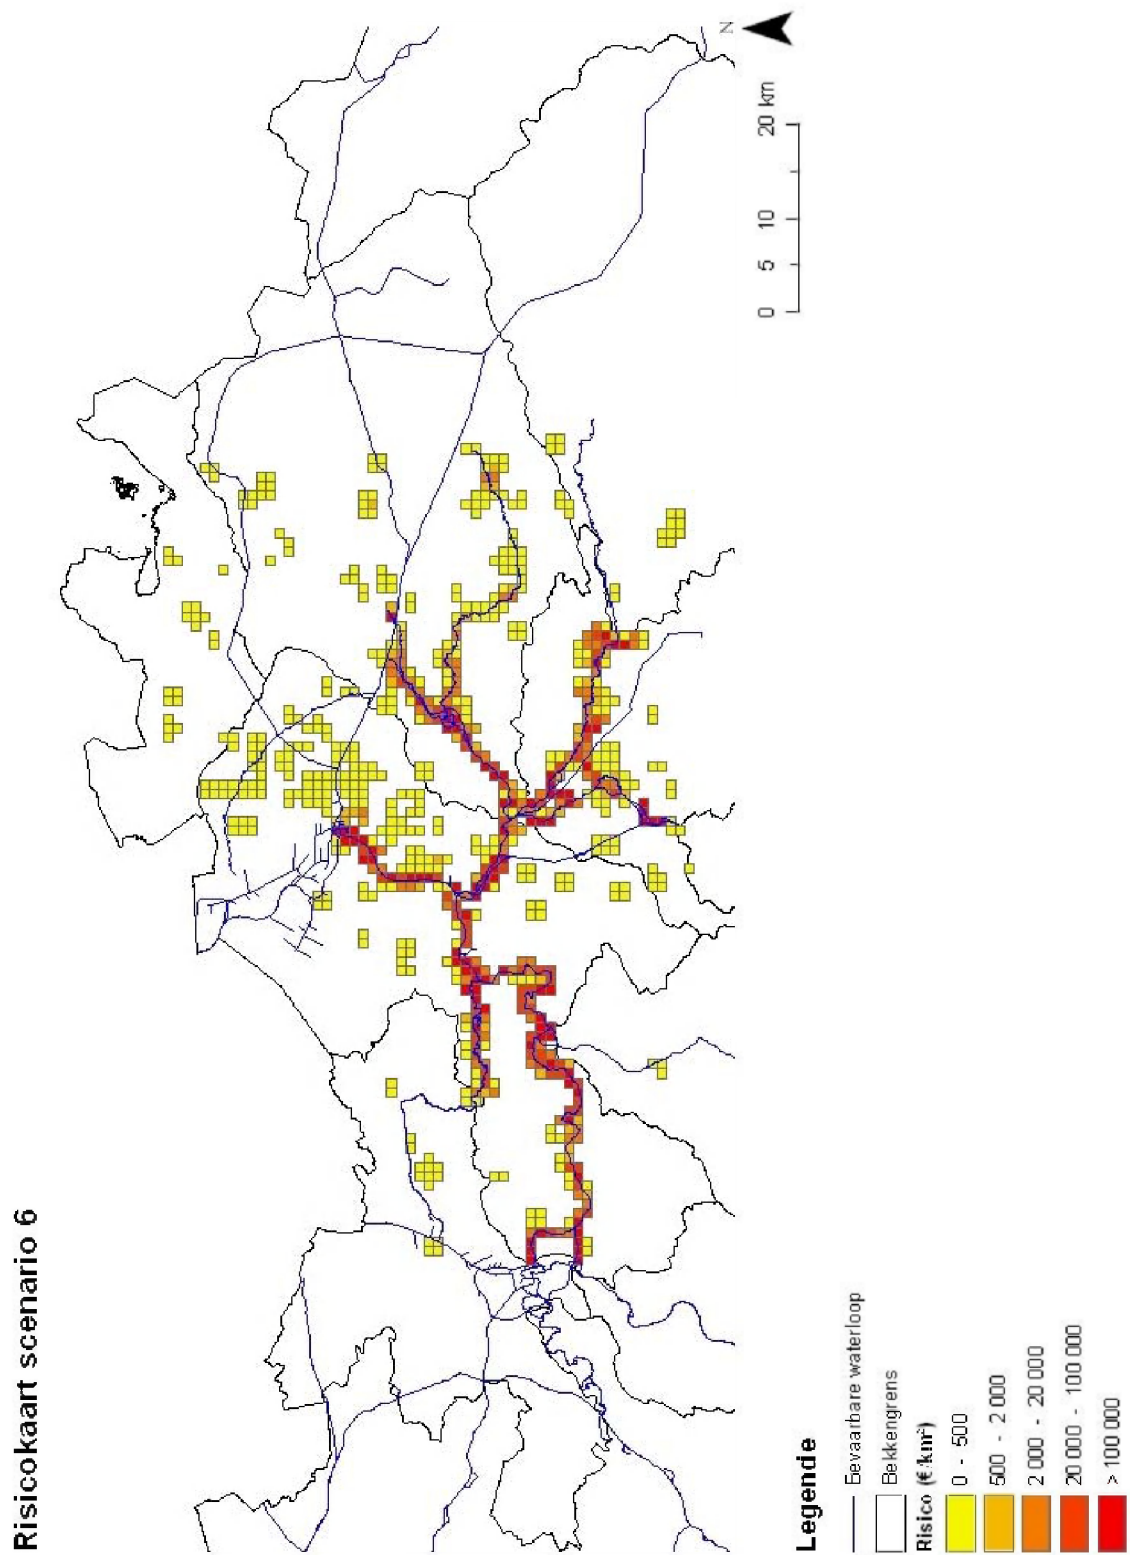 Risicokaart scenario 6
N
0 5 10 20 km
Legende
Bevaarbare waterloop
Bekkengrens
Risico (€/km²)
0 - 500
500 - 2 000
2 000 - 20 000
20 000 - 100 000
> 100 000